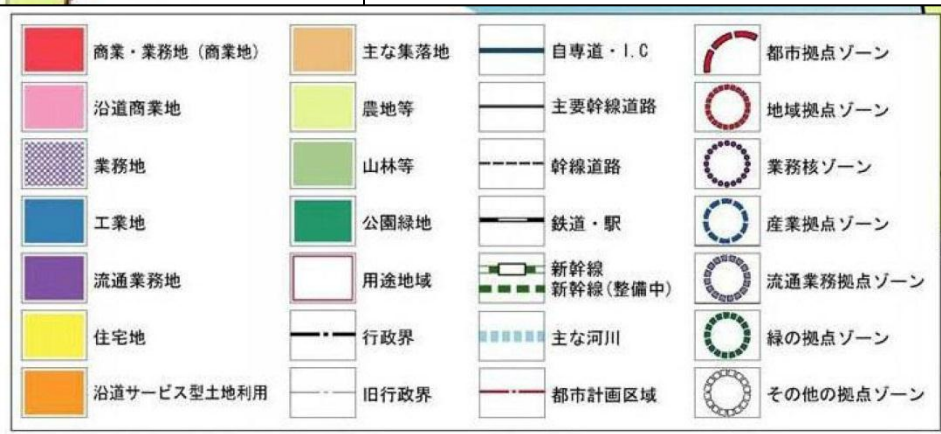 商業・業務地（商業地）
沿道商業地
業務地
工業地
流通業務地
住宅地
沿道サービス型土地利用
主な集落地
農地等
山林等
公園緑地
用途地域
行政界
旧行政界
自専道・I.C
主要幹線道路
幹線道路
鉄道・駅
新幹線
新幹線（整備中）
主な河川
都市計画区域
都市拠点ゾーン
地域拠点ゾーン
業務核ゾーン
産業拠点ゾーン
流通業務拠点ゾーン
緑の拠点ゾーン
その他の拠点ゾーン